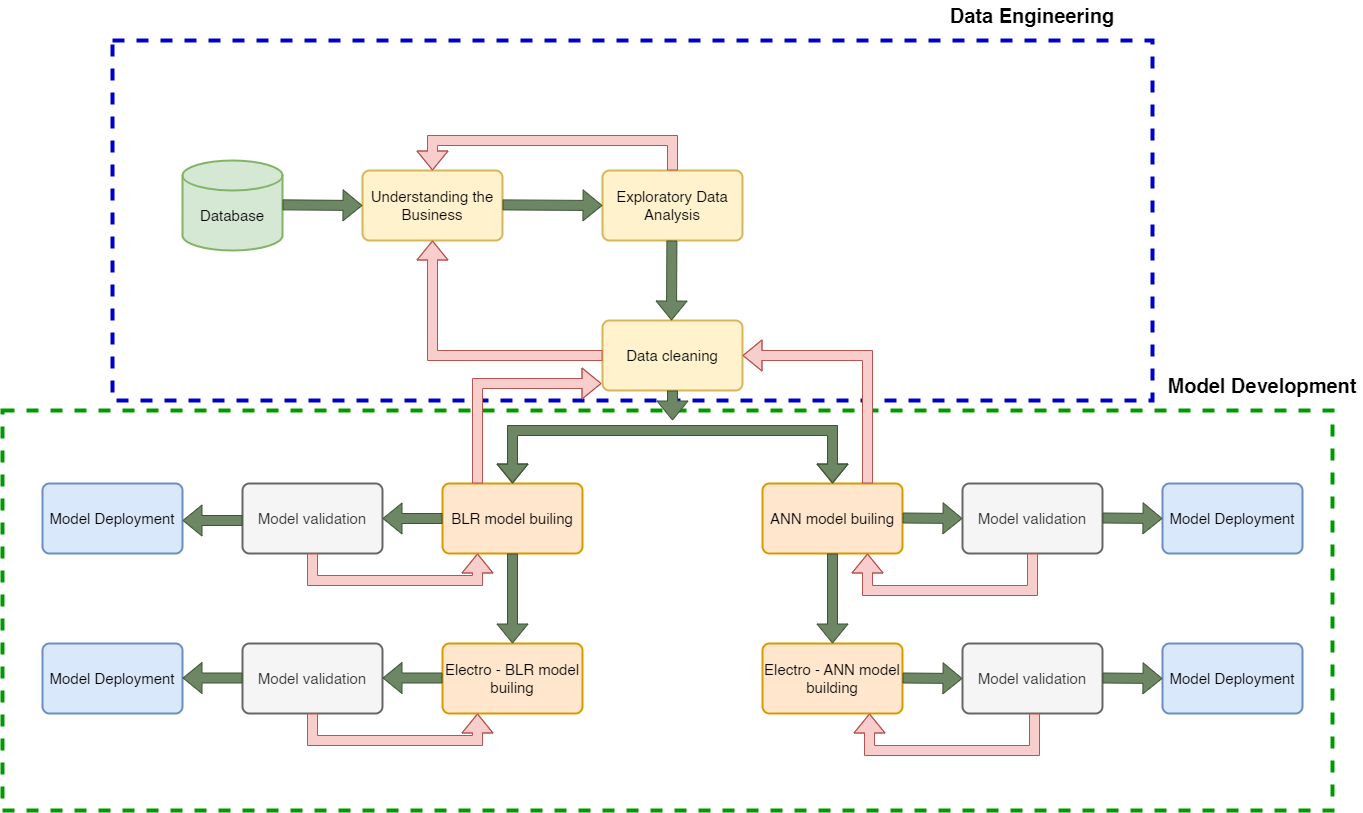 Data Engineering
Understanding the
Business
Exploratory Data
Analysis
Database
Data cleaning
Model Development
Model Deployment
Model validation
BLR model builing
ANN model builing
Model validation
Model Deployment
Model Deployment
Model validation
Electro - BLR model
builing
Electro - ANN model
building
Model validation
Model Deployment